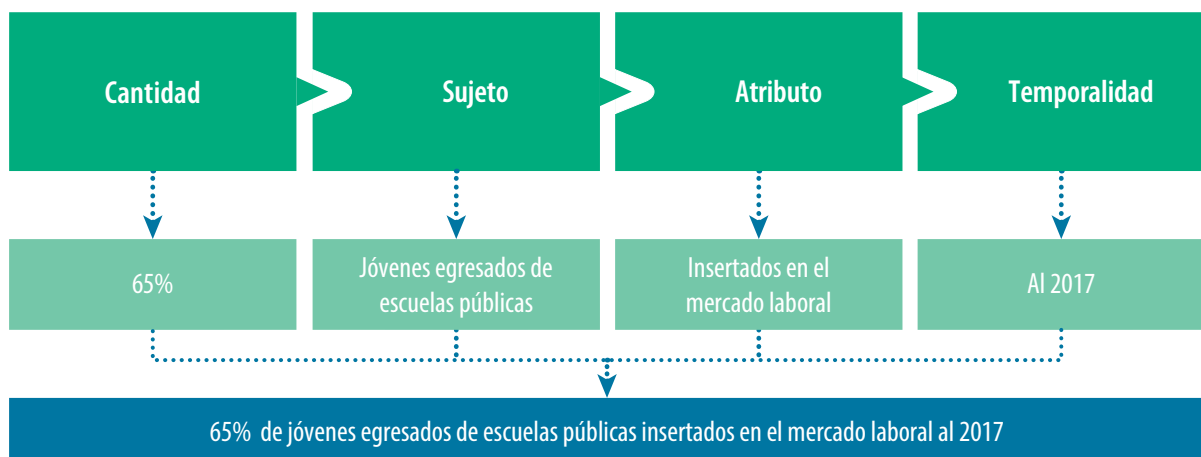 Cantidad
Sujeto
Atributo
Temporalidad
65%
Jóvenes egresados de
escuelas públicas
Insertados en el
mercado laboral
Al 2017
65% de jóvenes egresados de escuelas públicas insertados en el mercado laboral al 2017